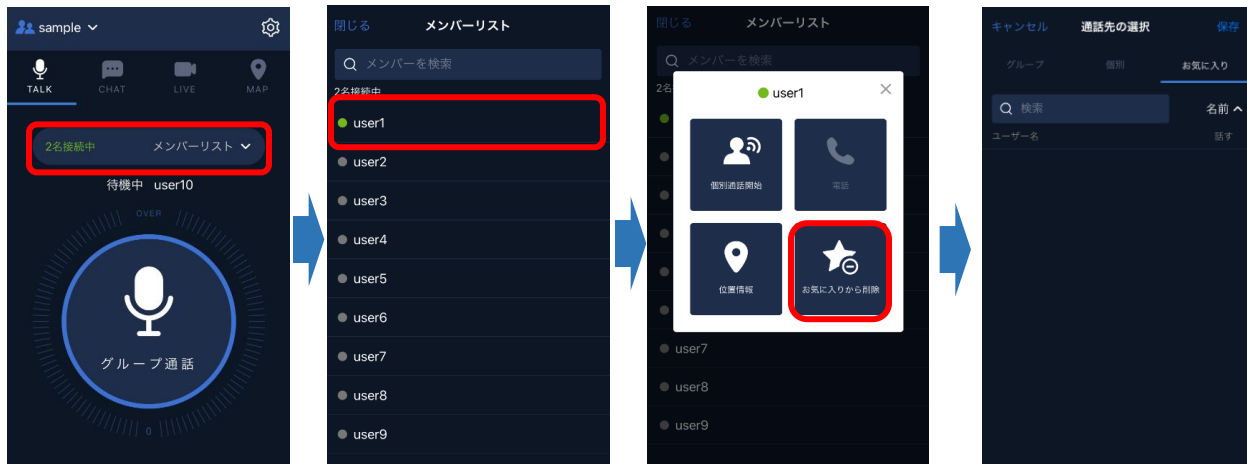 sample
TALK
CHAT
LIVE
MAP
2名接続中 メンバーリスト
待機中 user10
OVER
グループ通話
0
閉じる メンバーリスト
メンバーを検索
2名接続中
user1
user2
user3
user4
user5
user6
user7
user8
user9
閉じる メンバーリスト
メンバーを検索
2名
user1
個別通話開始
電話
位置情報
お気に入りから削除
user7
user8
user9
キャンセル 通話先の選択 保存
グループ 個別 お気に入り
検索 名前
ユーザー名 話す